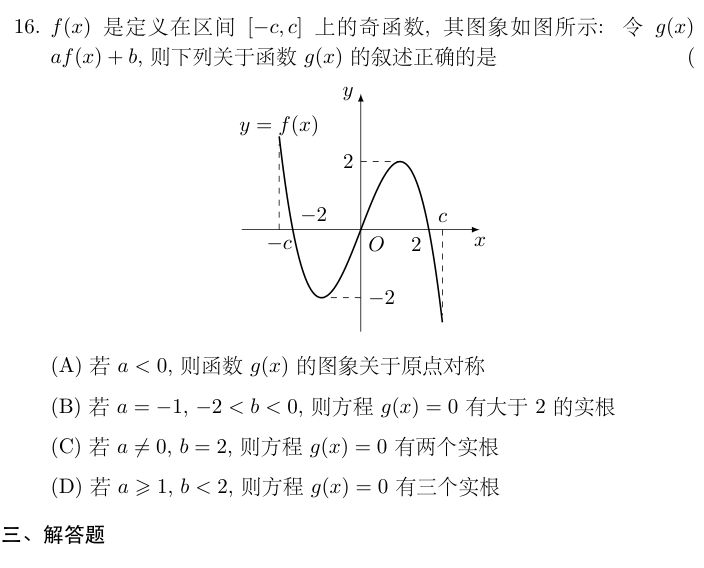 16. f(x) 是定义在区间 [−c, c] 上的奇函数, 其图象如图所示: 令 g(x)
af(x) + b, 则下列关于函数 g(x) 的叙述正确的是 (
y
y = f(x)
2
−2
c
−c
O
2
x
−2
(A) 若 a < 0, 则函数 g(x) 的图象关于原点对称
(B) 若 a = −1, −2 < b < 0, 则方程 g(x) = 0 有大于 2 的实根
(C) 若 a ≠ 0, b = 2, 则方程 g(x) = 0 有两个实根
(D) 若 a ⩾ 1, b < 2, 则方程 g(x) = 0 有三个实根
三、解答题